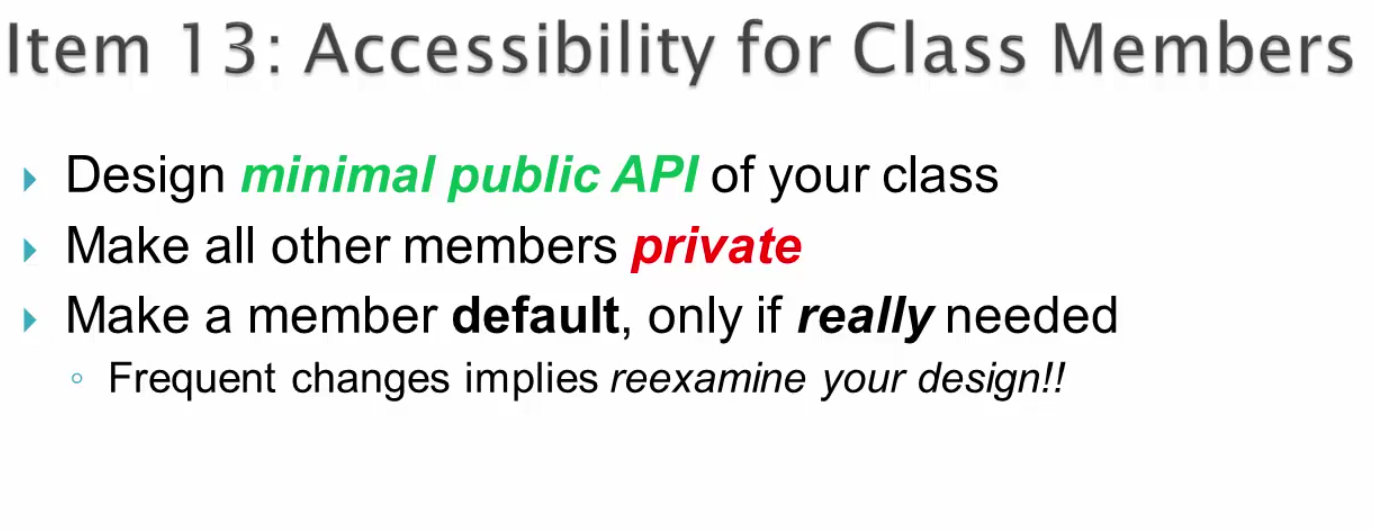 Item 13: Accessibility for Class Members
Design minimal public API of your class
Make all other members private
Make a member default, only if really needed
Frequent changes implies reexamine your design!!